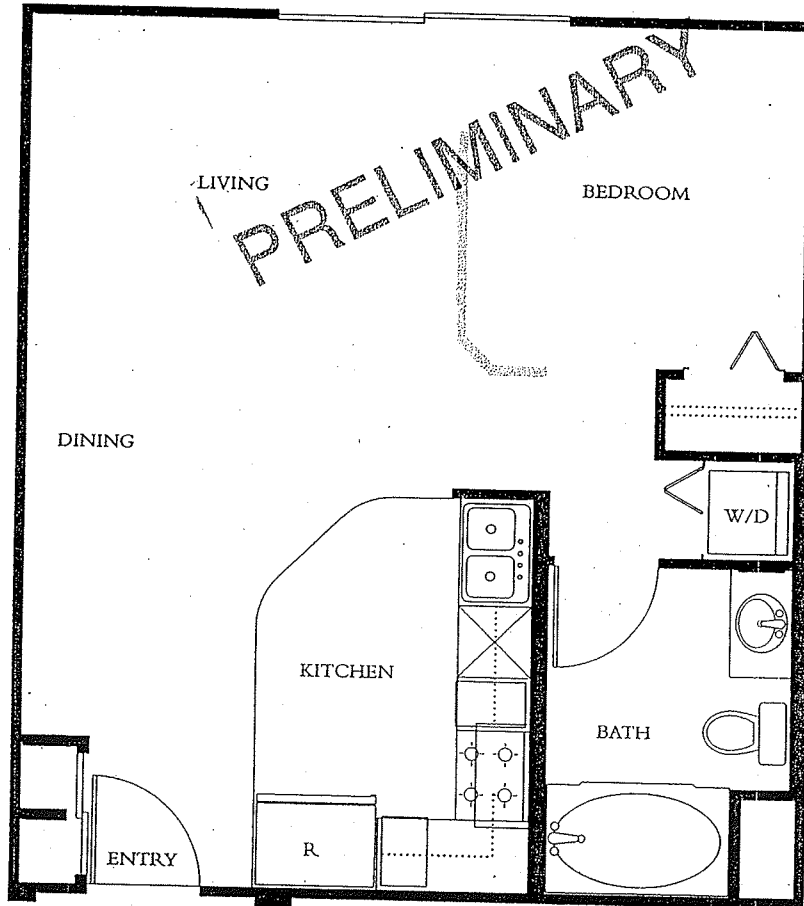 PRELIMINARY
LIVING
BEDROOM
DINING
W/D
KITCHEN
BATH
R
ENTRY